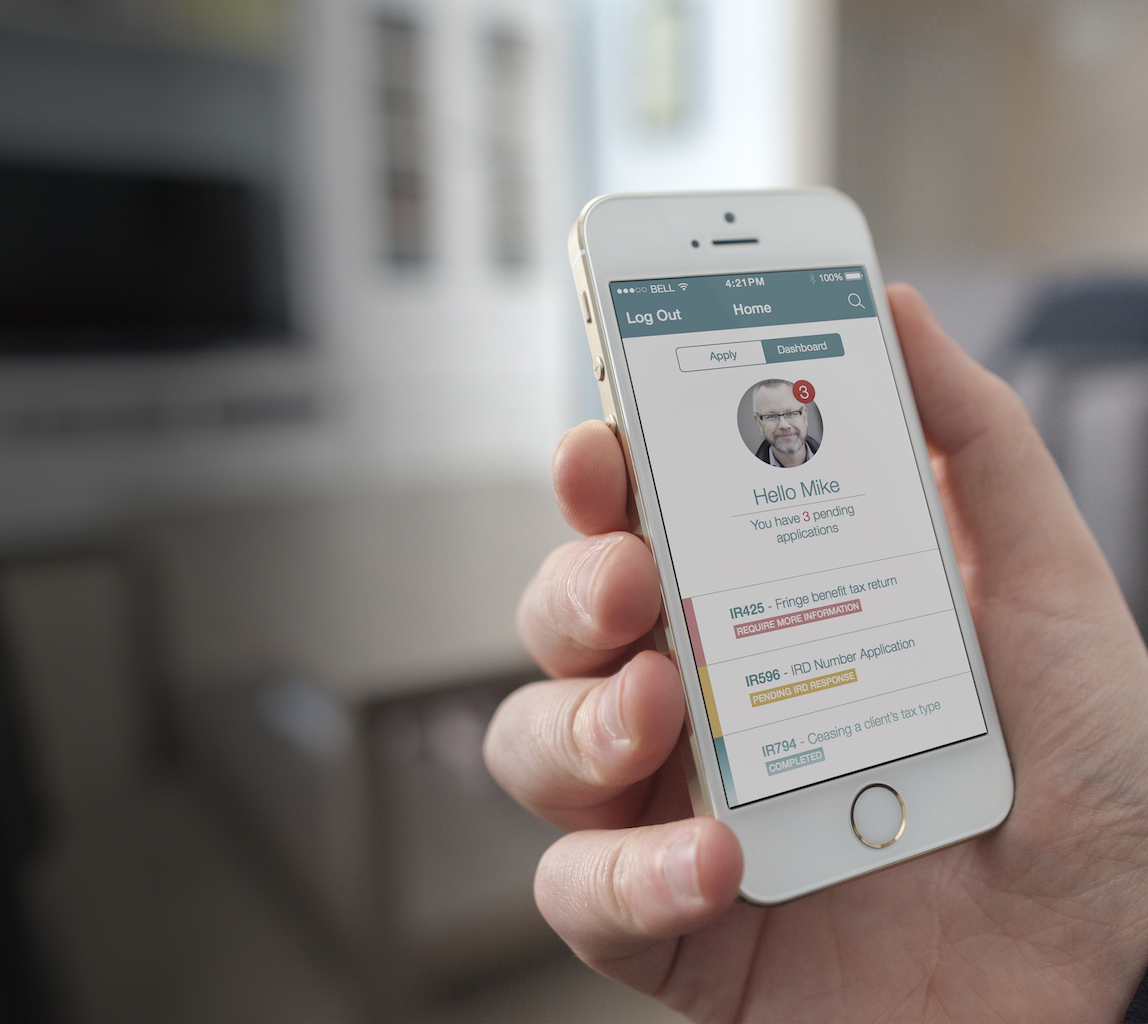 BELL 4:21PM 100%
Log Out Home
Apply Dashboard
3
Hello Mike
You have 3 pending
applications
IR425 - Fringe benefit tax return
REQUIRE MORE INFORMATION
IR596 - IRD Number Application
PENDING IRD RESPONSE
IR794 - Ceasing a client's tax type
COMPLETED